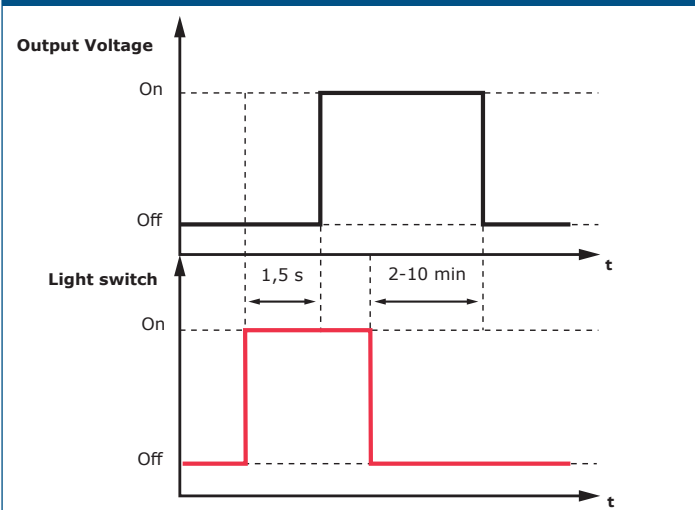 Output Voltage
On
Off
t
Light switch
1,5 s
2-10 min
On
Off
t